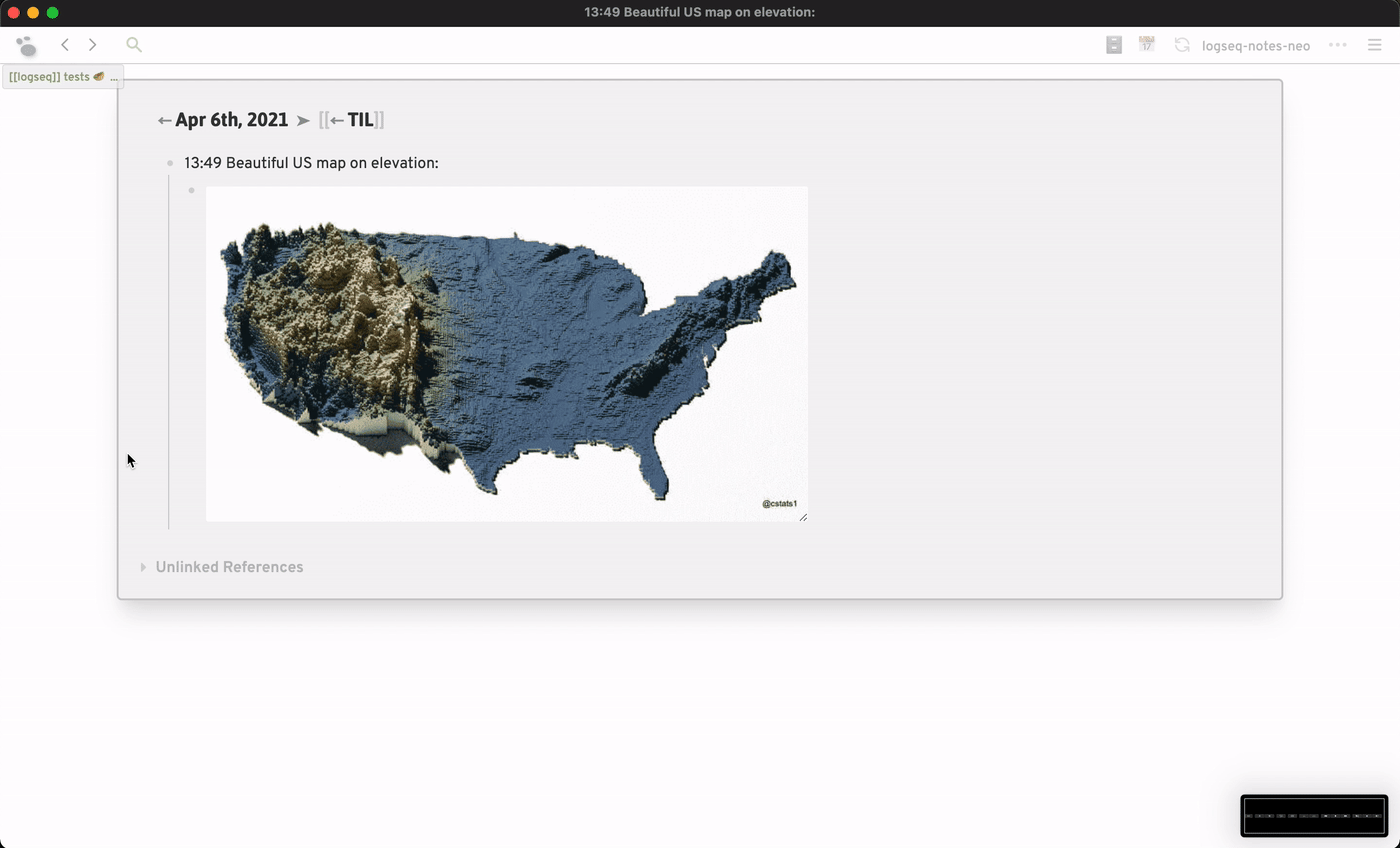 13:49 Beautiful US map on elevation:
logseq-notes-neo
17
[[logseq]] tests 🥟 ...
← Apr 6th, 2021 ➤ [[← TIL]]
13:49 Beautiful US map on elevation:
@cstats1
Unlinked References